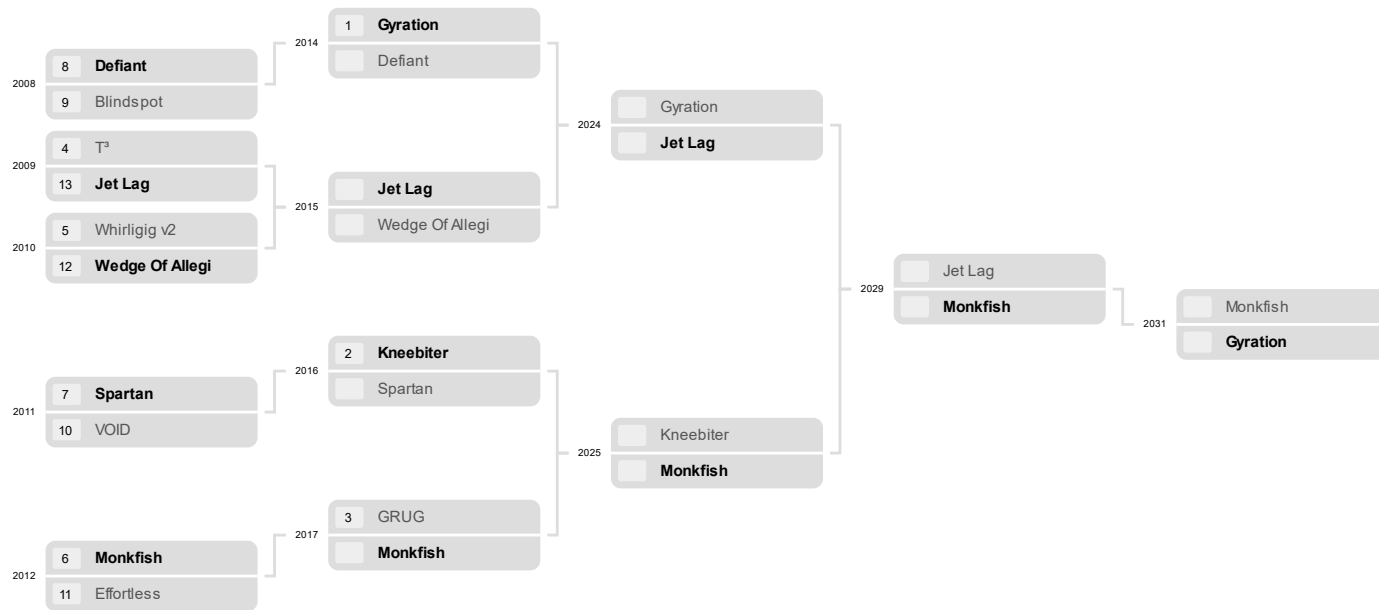 2008
8 Defiant
9 Blindspot
2009
4 T³
13 Jet Lag
2010
5 Whirligig v2
12 Wedge Of Allegi
2011
7 Spartan
10 VOID
2012
6 Monkfish
11 Effortless
2014
1 Gyration
Defiant
2015
Jet Lag
Wedge Of Allegi
2016
2 Kneebiter
Spartan
2017
3 GRUG
Monkfish
2024
Gyration
Jet Lag
2025
Kneebiter
Monkfish
2029
Jet Lag
Monkfish
2031
Monkfish
Gyration